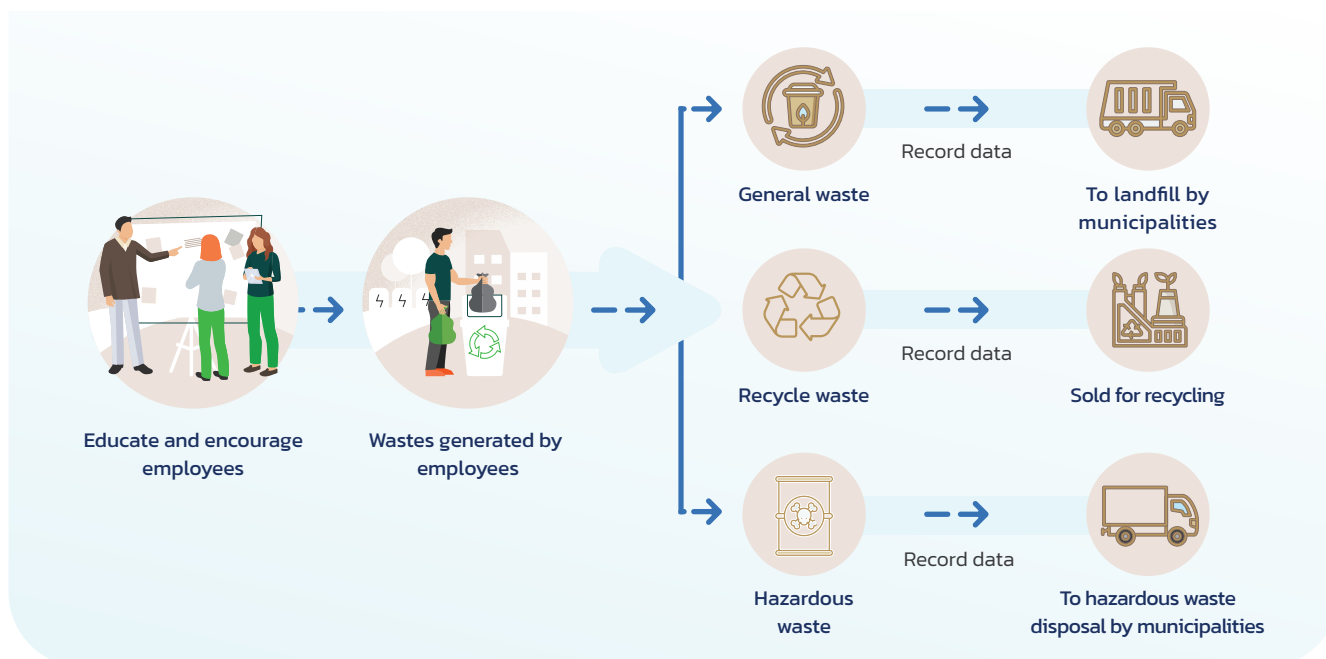 Educate and encourage
employees
Wastes generated by
employees
General waste
Record data
To landfill by
municipalities
Recycle waste
Record data
Sold for recycling
Hazardous
waste
Record data
To hazardous waste
disposal by municipalities